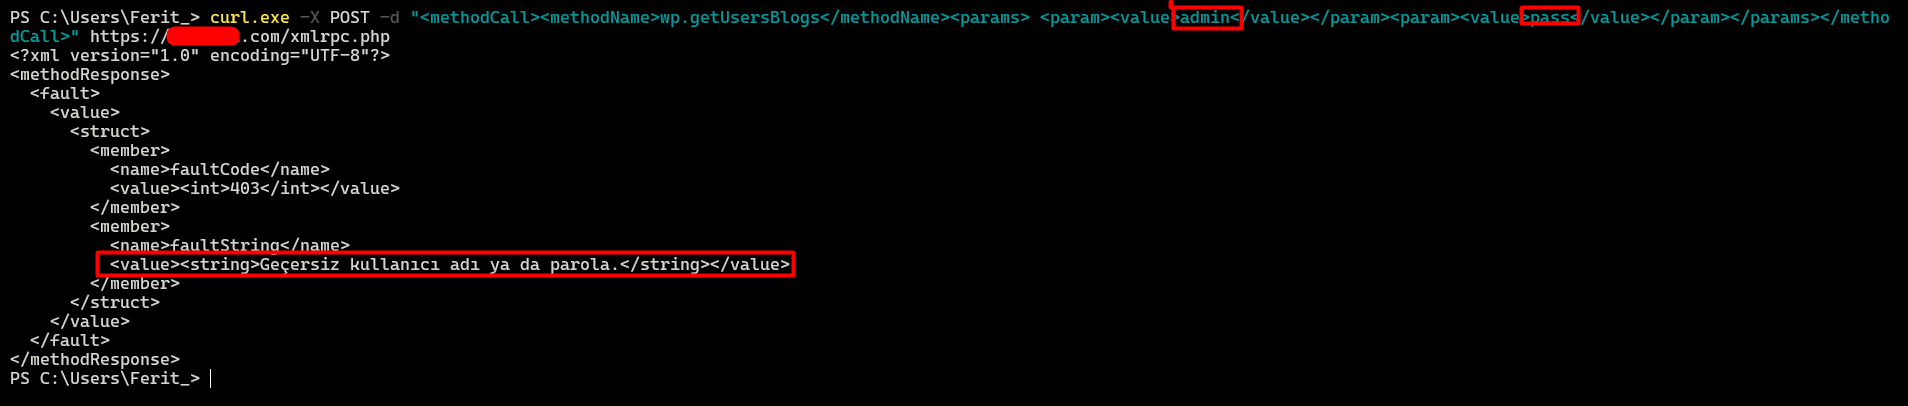 PS C:\Users\Ferit_> curl.exe -X POST -d "<methodCall><methodName>wp.getUsersBlogs</methodName><params> <param><value>admin</value></param><param><value>pass</value></param></params></metho
dCall>" https://.com/xmlrpc.php
<?xml version="1.0" encoding="UTF-8"?>
<methodResponse>
  <fault>
    <value>
      <struct>
        <member>
          <name>faultCode</name>
          <value><int>403</int></value>
        </member>
        <member>
          <name>faultString</name>
          <value><string>Geçersiz kullanıcı adı ya da parola.</string></value>
        </member>
      </struct>
    </value>
  </fault>
</methodResponse>
PS C:\Users\Ferit_>